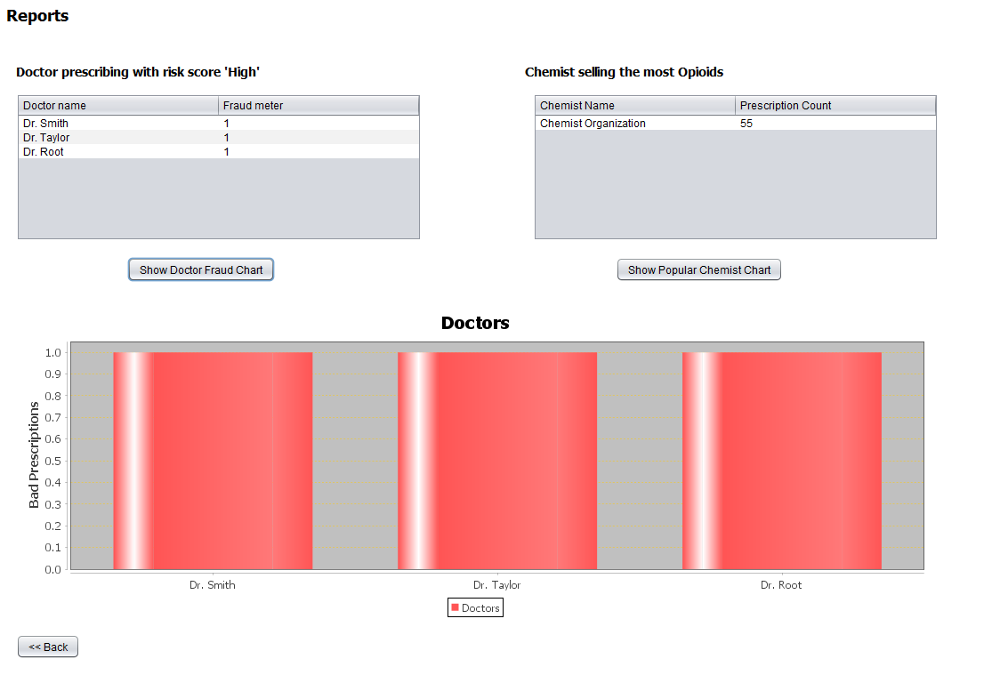 Reports
Doctor prescribing with risk score 'High'
Doctor name Fraud meter
Dr. Smith 1
Dr. Taylor 1
Dr. Root 1
Show Doctor Fraud Chart
Chemist selling the most Opioids
Chemist Name Prescription Count
Chemist Organization 55
Show Popular Chemist Chart
Doctors
Bad Prescriptions
1.0
0.9
0.8
0.7
0.6
0.5
0.4
0.3
0.2
0.1
0.0
Dr. Smith Dr. Taylor Dr. Root
Doctors
<< Back